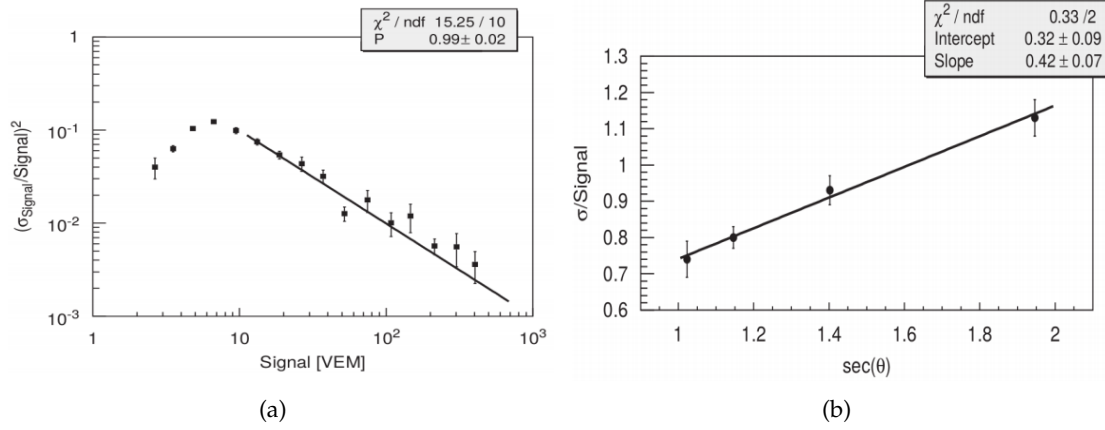 χ² / ndf 15.25 / 10
P 0.99± 0.02
(σSignal/Signal)²
1
10⁻¹
10⁻²
10⁻³
1
10
10²
10³
Signal [VEM]
(a)
χ² / ndf 0.33 /2
Intercept 0.32 ± 0.09
Slope 0.42 ± 0.07
σ/Signal
1.3
1.2
1.1
1
0.9
0.8
0.7
0.6
1
1.2
1.4
1.6
1.8
2
sec(θ)
(b)